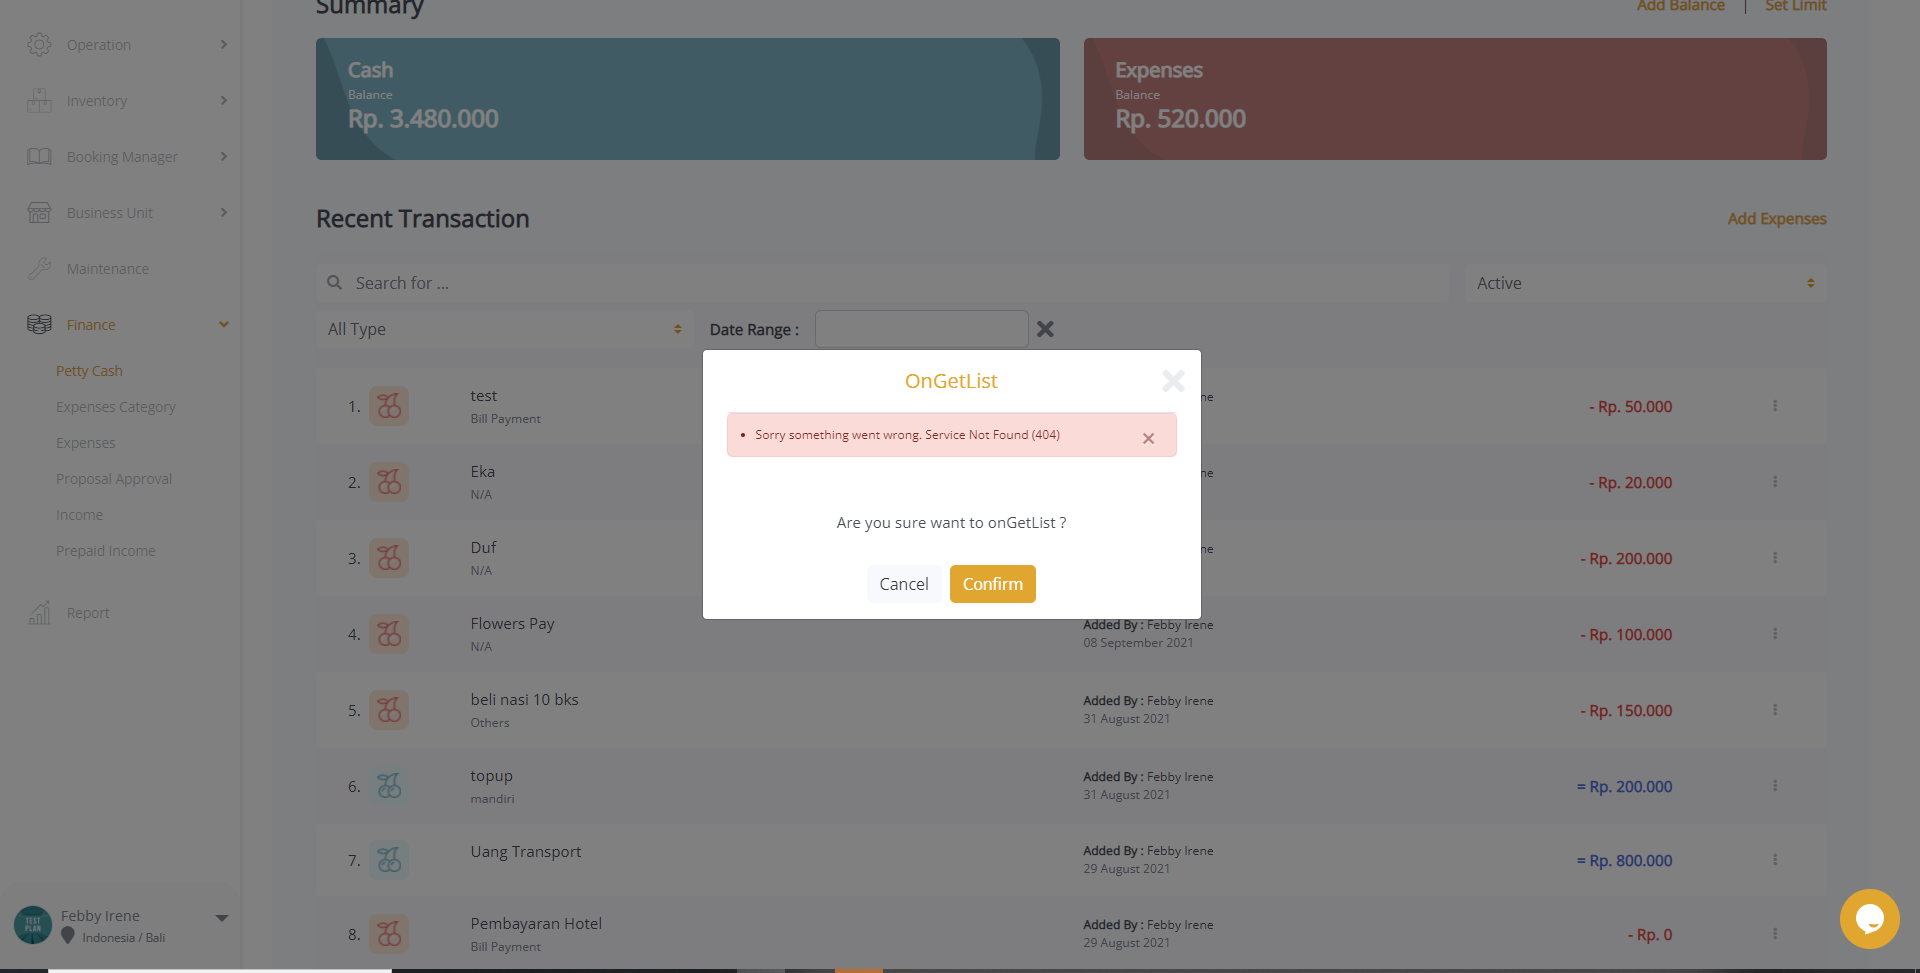 Summary
Add Balance
Set Limit
Operation
Inventory
Booking Manager
Business Unit
Maintenance
Finance
Petty Cash
Expenses Category
Expenses
Proposal Approval
Income
Prepaid Income
Report
Febby Irene
Indonesia / Bali
TEST
PLAN
Cash
Balance
Rp. 3.480.000
Expenses
Balance
Rp. 520.000
Recent Transaction
Add Expenses
Search for ...
Active
All Type
Date Range :
OnGetList
Sorry something went wrong. Service Not Found (404)
Are you sure want to onGetList ?
Cancel
Confirm
1.
test
Bill Payment
ne
- Rp. 50.000
2.
Eka
N/A
ne
- Rp. 20.000
3.
Duf
N/A
ne
- Rp. 200.000
4.
Flowers Pay
N/A
Added By : Febby Irene
08 September 2021
- Rp. 100.000
5.
beli nasi 10 bks
Others
Added By : Febby Irene
31 August 2021
- Rp. 150.000
6.
topup
mandiri
Added By : Febby Irene
31 August 2021
= Rp. 200.000
7.
Uang Transport
Added By : Febby Irene
29 August 2021
= Rp. 800.000
8.
Pembayaran Hotel
Bill Payment
Added By : Febby Irene
29 August 2021
- Rp. 0